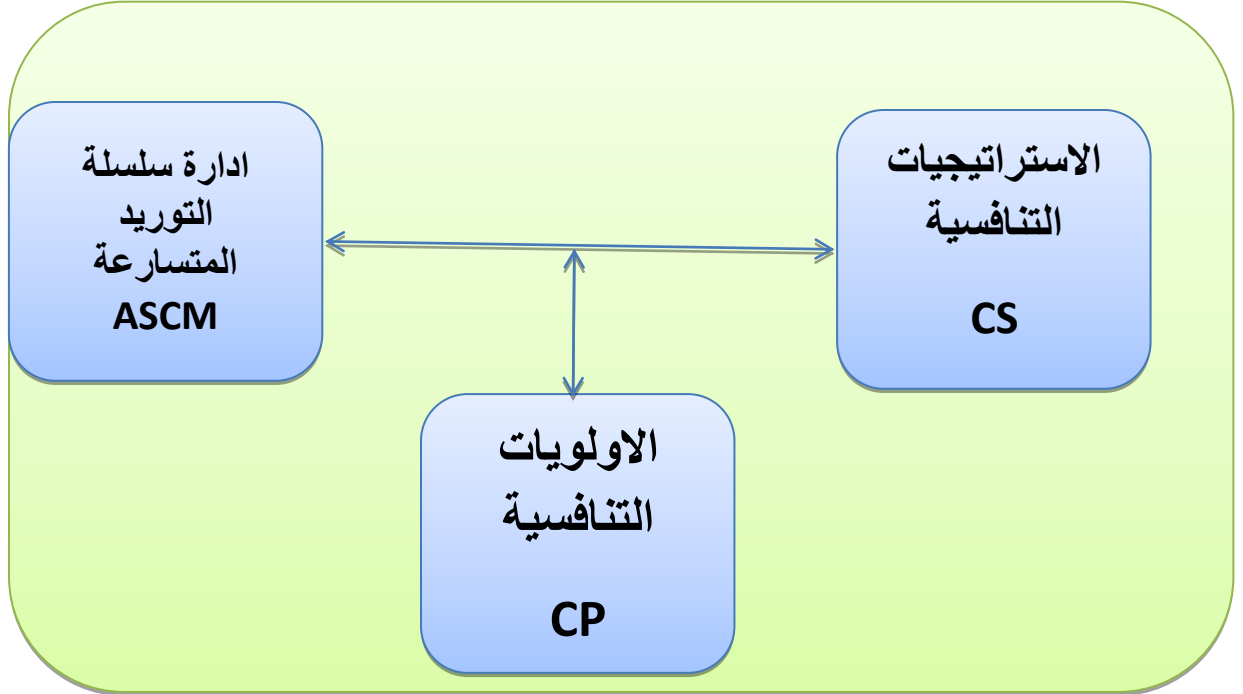 الاستراتيجيات
التنافسية
CS
ادارة سلسلة
التوريد
المتسارعة
ASCM
الاولويات
التنافسية
CP